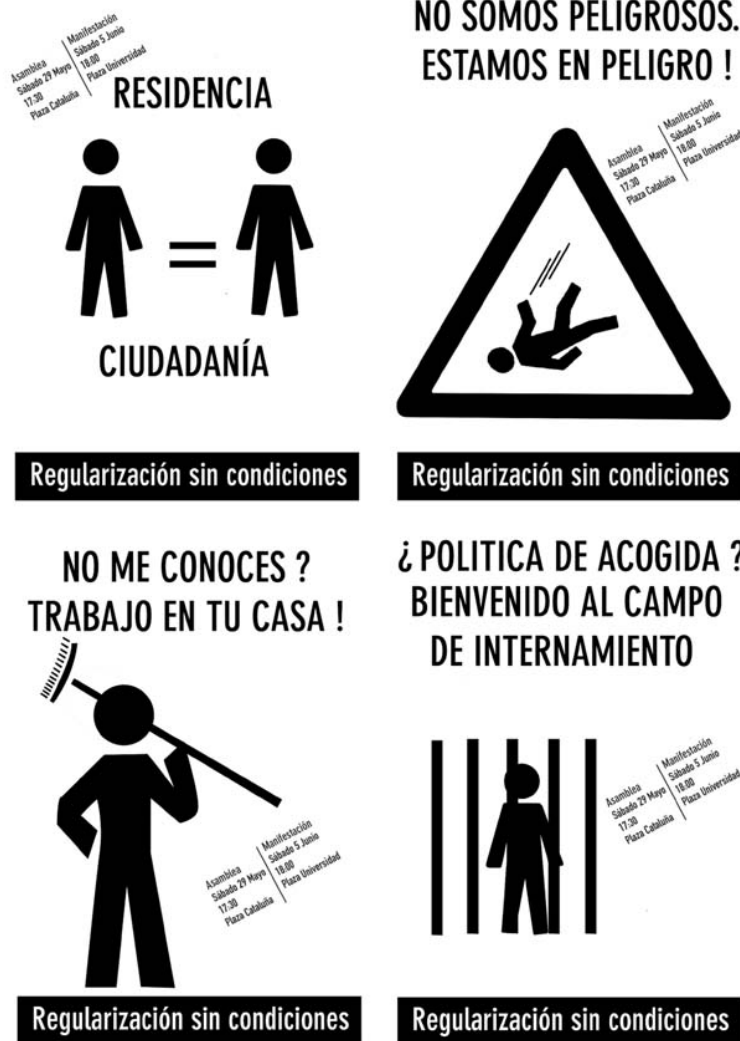 Asamblea
Sábado 29 Mayo
17:30
Plaza Cataluña
Manifestación
Sábado 5 Junio
18:00
Plaza Universidad
RESIDENCIA
CIUDADANÍA
Regularización sin condiciones
NO SOMOS PELIGROSOS.
ESTAMOS EN PELIGRO !
Asamblea
Sábado 29 Mayo
17:30
Plaza Cataluña
Manifestación
Sábado 5 Junio
18:00
Plaza Universidad
Regularización sin condiciones
NO ME CONOCES ?
TRABAJO EN TU CASA !
Asamblea
Sábado 29 Mayo
17:30
Plaza Cataluña
Manifestación
Sábado 5 Junio
18:00
Plaza Universidad
Regularización sin condiciones
¿ POLITICA DE ACOGIDA ?
BIENVENIDO AL CAMPO
DE INTERNAMIENTO
Asamblea
Sábado 29 Mayo
17:30
Plaza Cataluña
Manifestación
Sábado 5 Junio
18:00
Plaza Universidad
Regularización sin condiciones